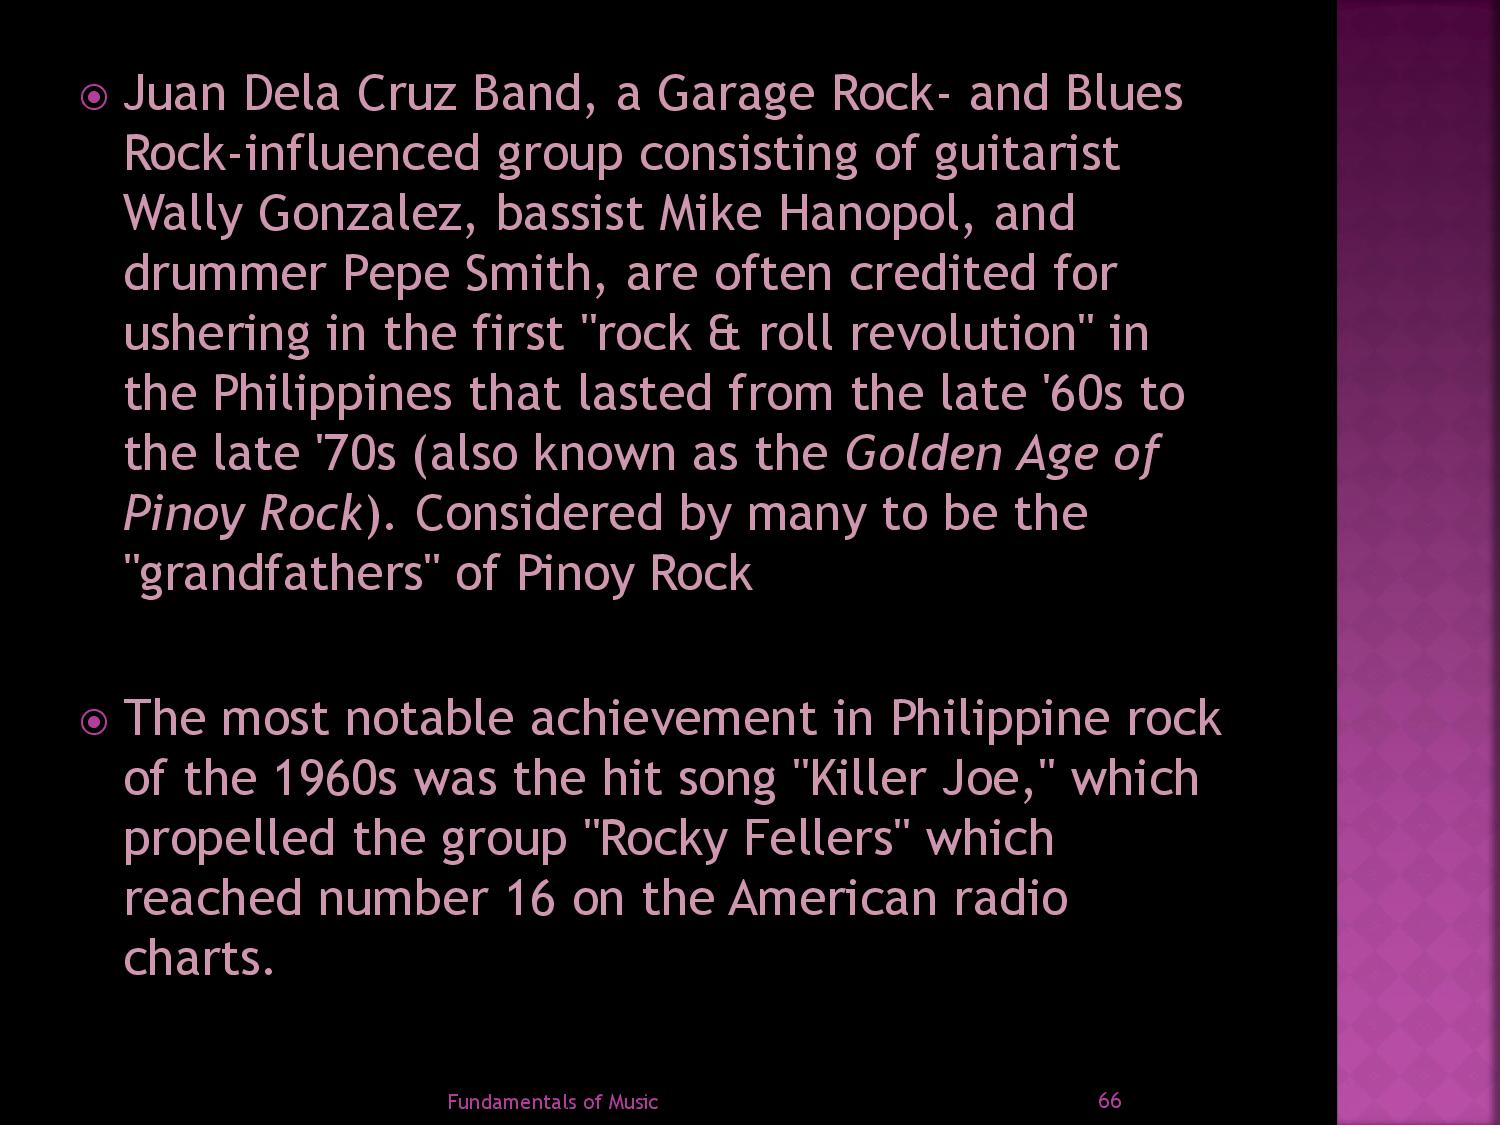 Juan Dela Cruz Band, a Garage Rock- and Blues
Rock-influenced group consisting of guitarist
Wally Gonzalez, bassist Mike Hanopol, and
drummer Pepe Smith, are often credited for
ushering in the first "rock & roll revolution" in
the Philippines that lasted from the late '60s to
the late '70s (also known as the Golden Age of
Pinoy Rock). Considered by many to be the
"grandfathers" of Pinoy Rock
The most notable achievement in Philippine rock
of the 1960s was the hit song "Killer Joe," which
propelled the group "Rocky Fellers" which
reached number 16 on the American radio
charts.
Fundamentals of Music
66